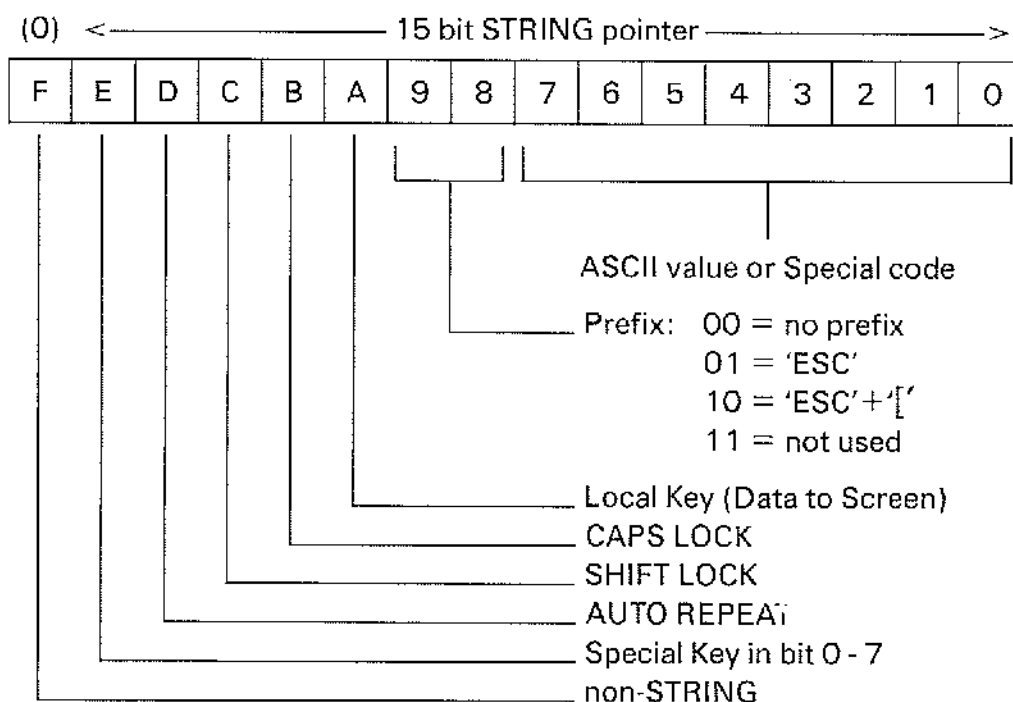 (0) <——— 15 bit STRING pointer ———>
F E D C B A 9 8 7 6 5 4 3 2 1 0
ASCII value or Special code
Prefix: 00 = no prefix
01 = 'ESC'
10 = 'ESC'+'['
11 = not used
Local Key (Data to Screen)
CAPS LOCK
SHIFT LOCK
AUTO REPEAT
Special Key in bit 0 - 7
non-STRING